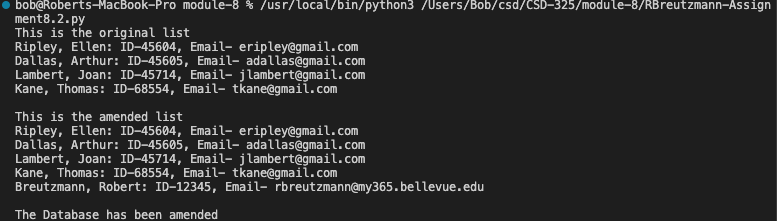 bob@Roberts-MacBook-Pro module-8 % /usr/local/bin/python3 /Users/Bob/csd/CSD-325/module-8/RBreutzmann-Assign
ment8.2.py
This is the original list
Ripley, Ellen: ID-45604, Email- eripley@gmail.com
Dallas, Arthur: ID-45605, Email- adallas@gmail.com
Lambert, Joan: ID-45714, Email- jlambert@gmail.com
Kane, Thomas: ID-68554, Email- tkane@gmail.com

This is the amended list
Ripley, Ellen: ID-45604, Email- eripley@gmail.com
Dallas, Arthur: ID-45605, Email- adallas@gmail.com
Lambert, Joan: ID-45714, Email- jlambert@gmail.com
Kane, Thomas: ID-68554, Email- tkane@gmail.com
Breutzmann, Robert: ID-12345, Email- rbreutzmann@my365.bellevue.edu

The Database has been amended